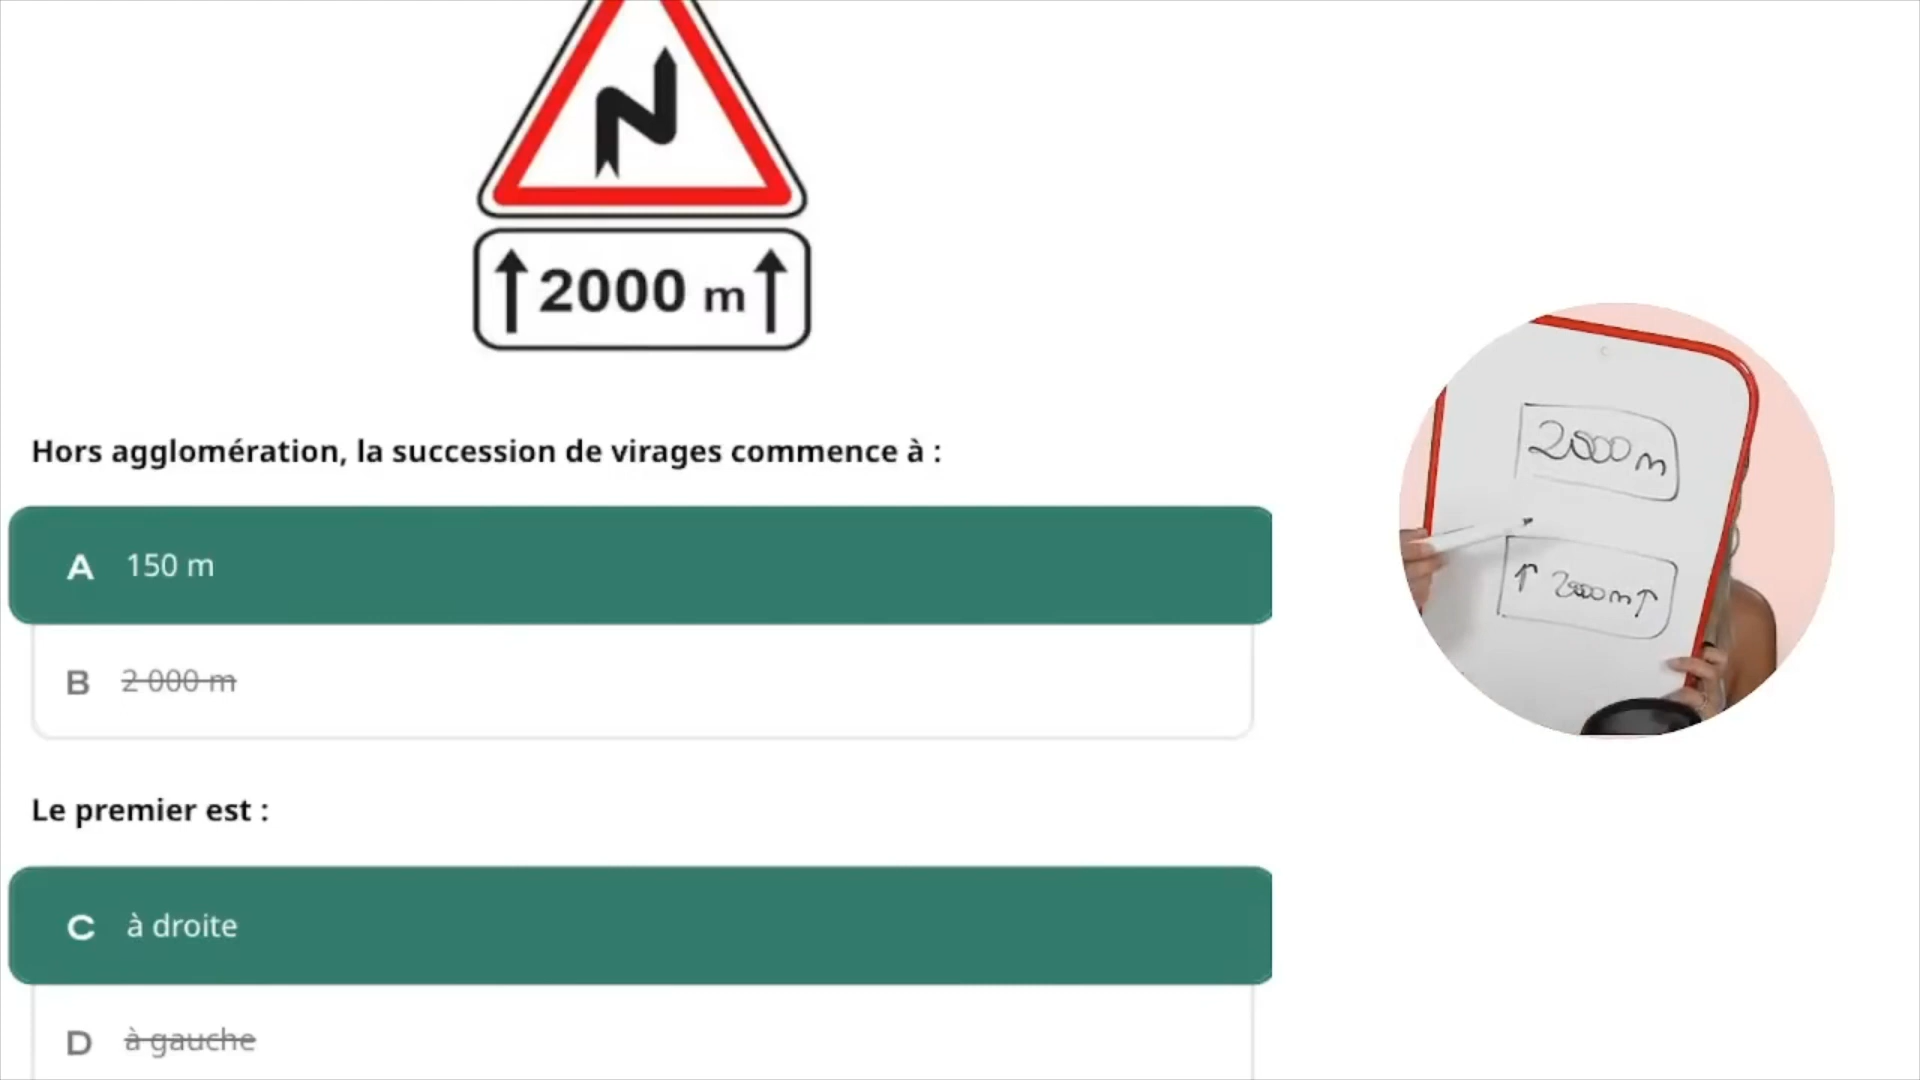 ↑ 2000 m ↑
Hors agglomération, la succession de virages commence à :
A 150 m
B 2 000 m
Le premier est :
C à droite
D à gauche
2000 m
↑ 2000 m ↑